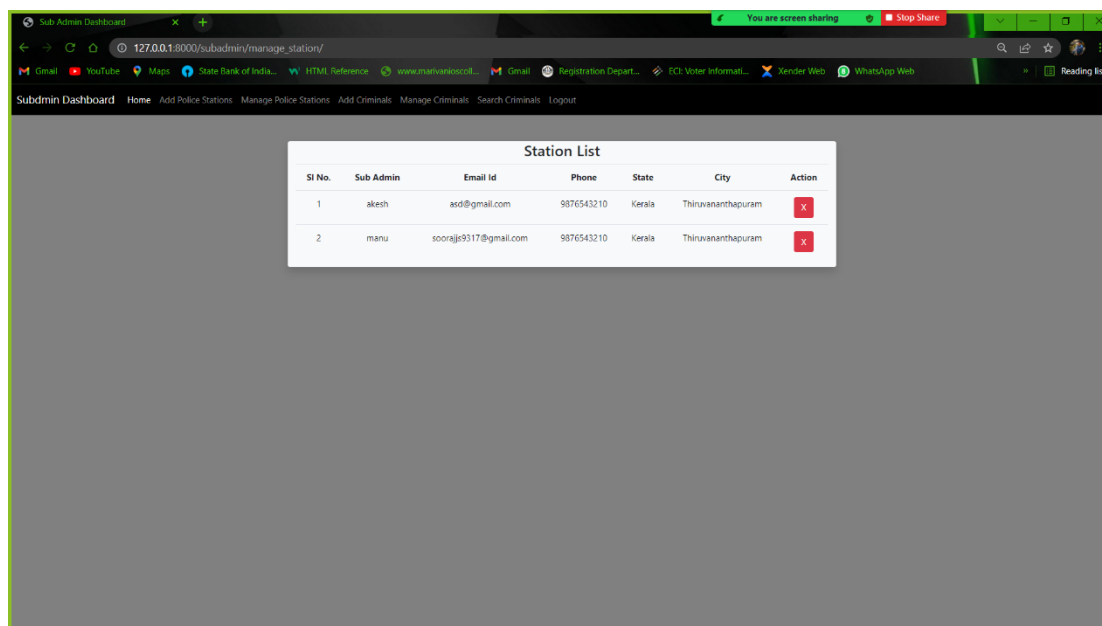 Sub Admin Dashboard × + You are screen sharing Stop Share
127.0.0.1:8000/subadmin/manage_station/
Gmail YouTube Maps State Bank of India... HTML Reference www.marivanioscoll... Gmail Registration Depart... ECI: Voter Informati... Xender Web WhatsApp Web » Reading lis
Subdmin Dashboard Home Add Police Stations Manage Police Stations Add Criminals Manage Criminals Search Criminals Logout
Station List
Sl No. Sub Admin Email Id Phone State City Action
1 akesh asd@gmail.com 9876543210 Kerala Thiruvananthapuram X
2 manu soorajjs9317@gmail.com 9876543210 Kerala Thiruvananthapuram X